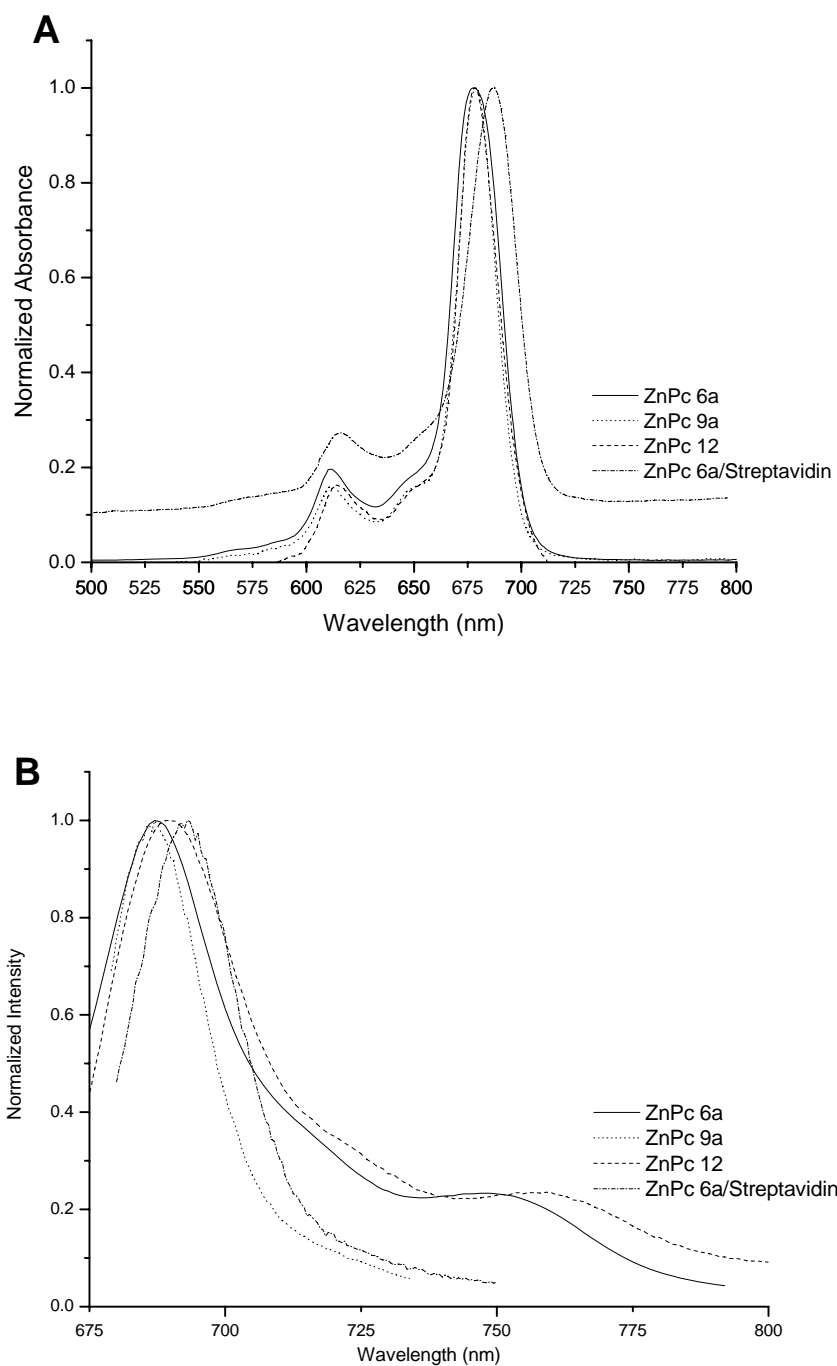 A
Normalized Absorbance
1.0
0.8
0.6
0.4
0.2
0.0
500 525 550 575 600 625 650 675 700 725 750 775 800
Wavelength (nm)
ZnPc 6a
ZnPc 9a
ZnPc 12
ZnPc 6a/Streptavidin
B
Normalized Intensity
1.0
0.8
0.6
0.4
0.2
0.0
675 700 725 750 775 800
Wavelength (nm)
ZnPc 6a
ZnPc 9a
ZnPc 12
ZnPc 6a/Streptavidin